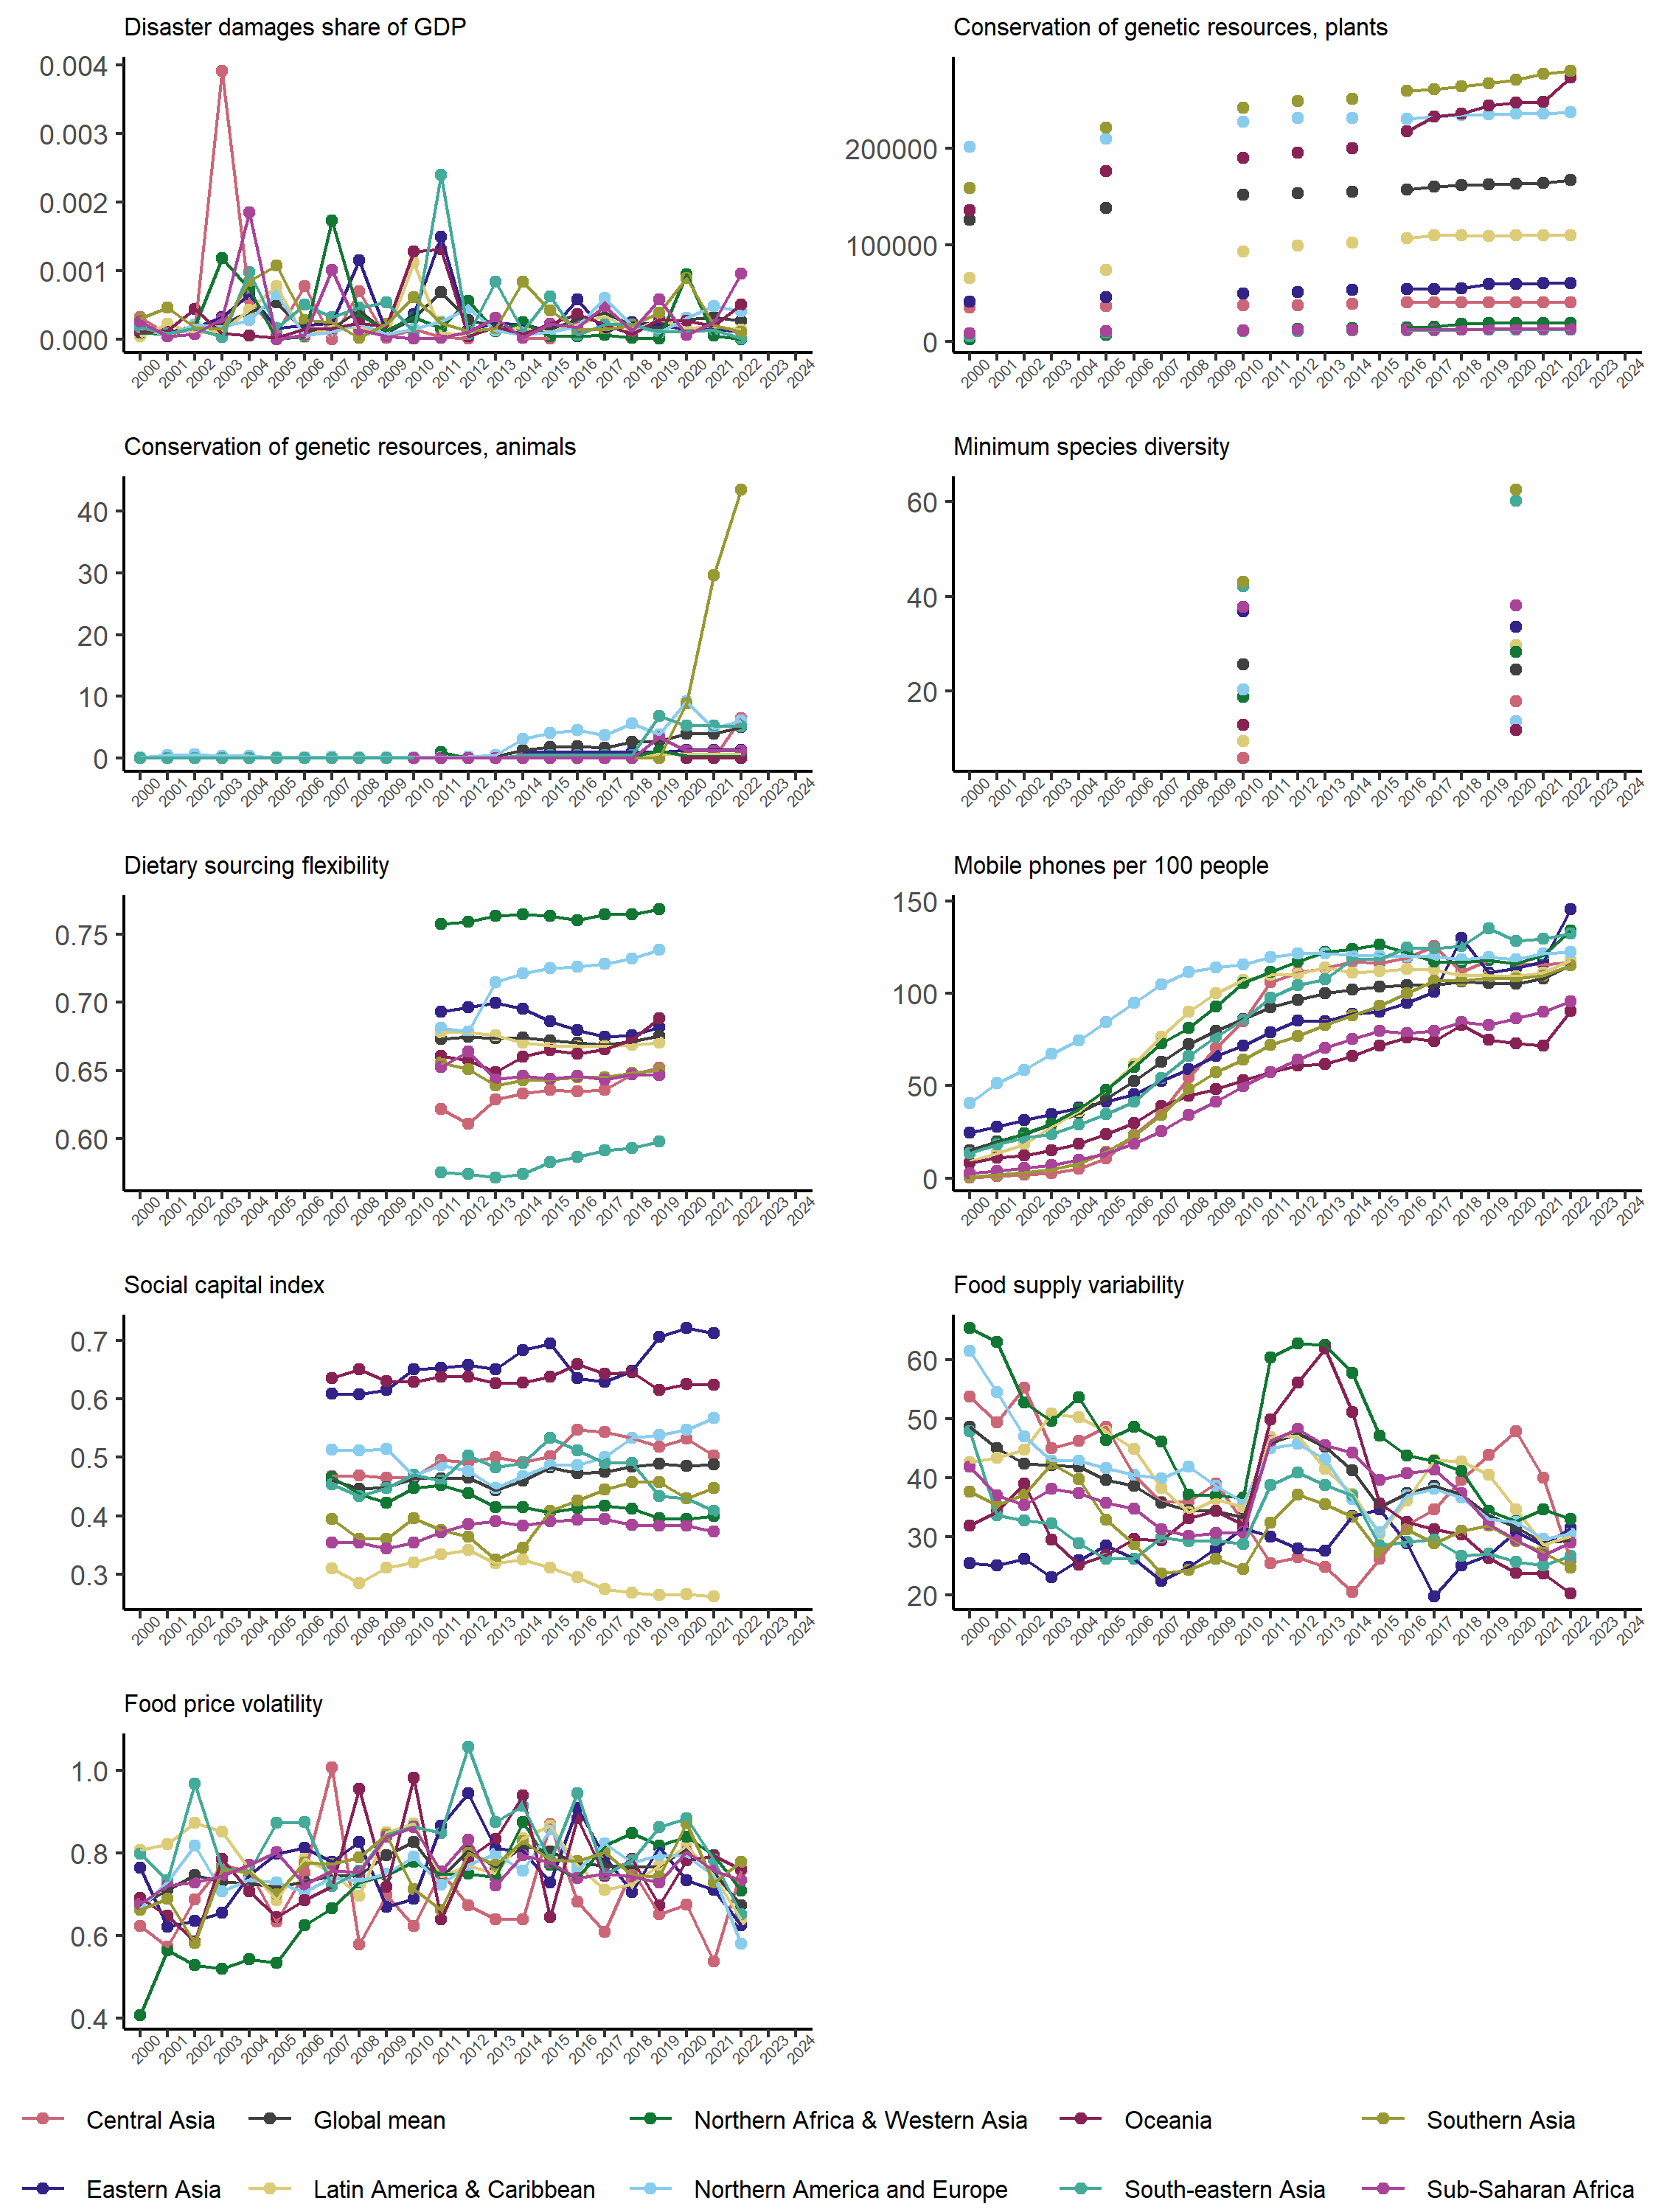 Disaster damages share of GDP
0.004
0.003
0.002
0.001
0.000
2000 2001 2002 2003 2004 2005 2006 2007 2008 2009 2010 2011 2012 2013 2014 2015 2016 2017 2018 2019 2020 2021 2022 2023 2024
Conservation of genetic resources, plants
200000
100000
0
2000 2001 2002 2003 2004 2005 2006 2007 2008 2009 2010 2011 2012 2013 2014 2015 2016 2017 2018 2019 2020 2021 2022 2023 2024
Conservation of genetic resources, animals
40
30
20
10
0
2000 2001 2002 2003 2004 2005 2006 2007 2008 2009 2010 2011 2012 2013 2014 2015 2016 2017 2018 2019 2020 2021 2022 2023 2024
Minimum species diversity
60
40
20
2000 2001 2002 2003 2004 2005 2006 2007 2008 2009 2010 2011 2012 2013 2014 2015 2016 2017 2018 2019 2020 2021 2022 2023 2024
Dietary sourcing flexibility
0.75
0.70
0.65
0.60
2000 2001 2002 2003 2004 2005 2006 2007 2008 2009 2010 2011 2012 2013 2014 2015 2016 2017 2018 2019 2020 2021 2022 2023 2024
Mobile phones per 100 people
150
100
50
0
2000 2001 2002 2003 2004 2005 2006 2007 2008 2009 2010 2011 2012 2013 2014 2015 2016 2017 2018 2019 2020 2021 2022 2023 2024
Social capital index
0.7
0.6
0.5
0.4
0.3
2000 2001 2002 2003 2004 2005 2006 2007 2008 2009 2010 2011 2012 2013 2014 2015 2016 2017 2018 2019 2020 2021 2022 2023 2024
Food supply variability
60
50
40
30
20
2000 2001 2002 2003 2004 2005 2006 2007 2008 2009 2010 2011 2012 2013 2014 2015 2016 2017 2018 2019 2020 2021 2022 2023 2024
Food price volatility
1.0
0.8
0.6
0.4
2000 2001 2002 2003 2004 2005 2006 2007 2008 2009 2010 2011 2012 2013 2014 2015 2016 2017 2018 2019 2020 2021 2022 2023 2024
Central Asia Global mean Northern Africa & Western Asia Oceania Southern Asia
Eastern Asia Latin America & Caribbean Northern America and Europe South-eastern Asia Sub-Saharan Africa